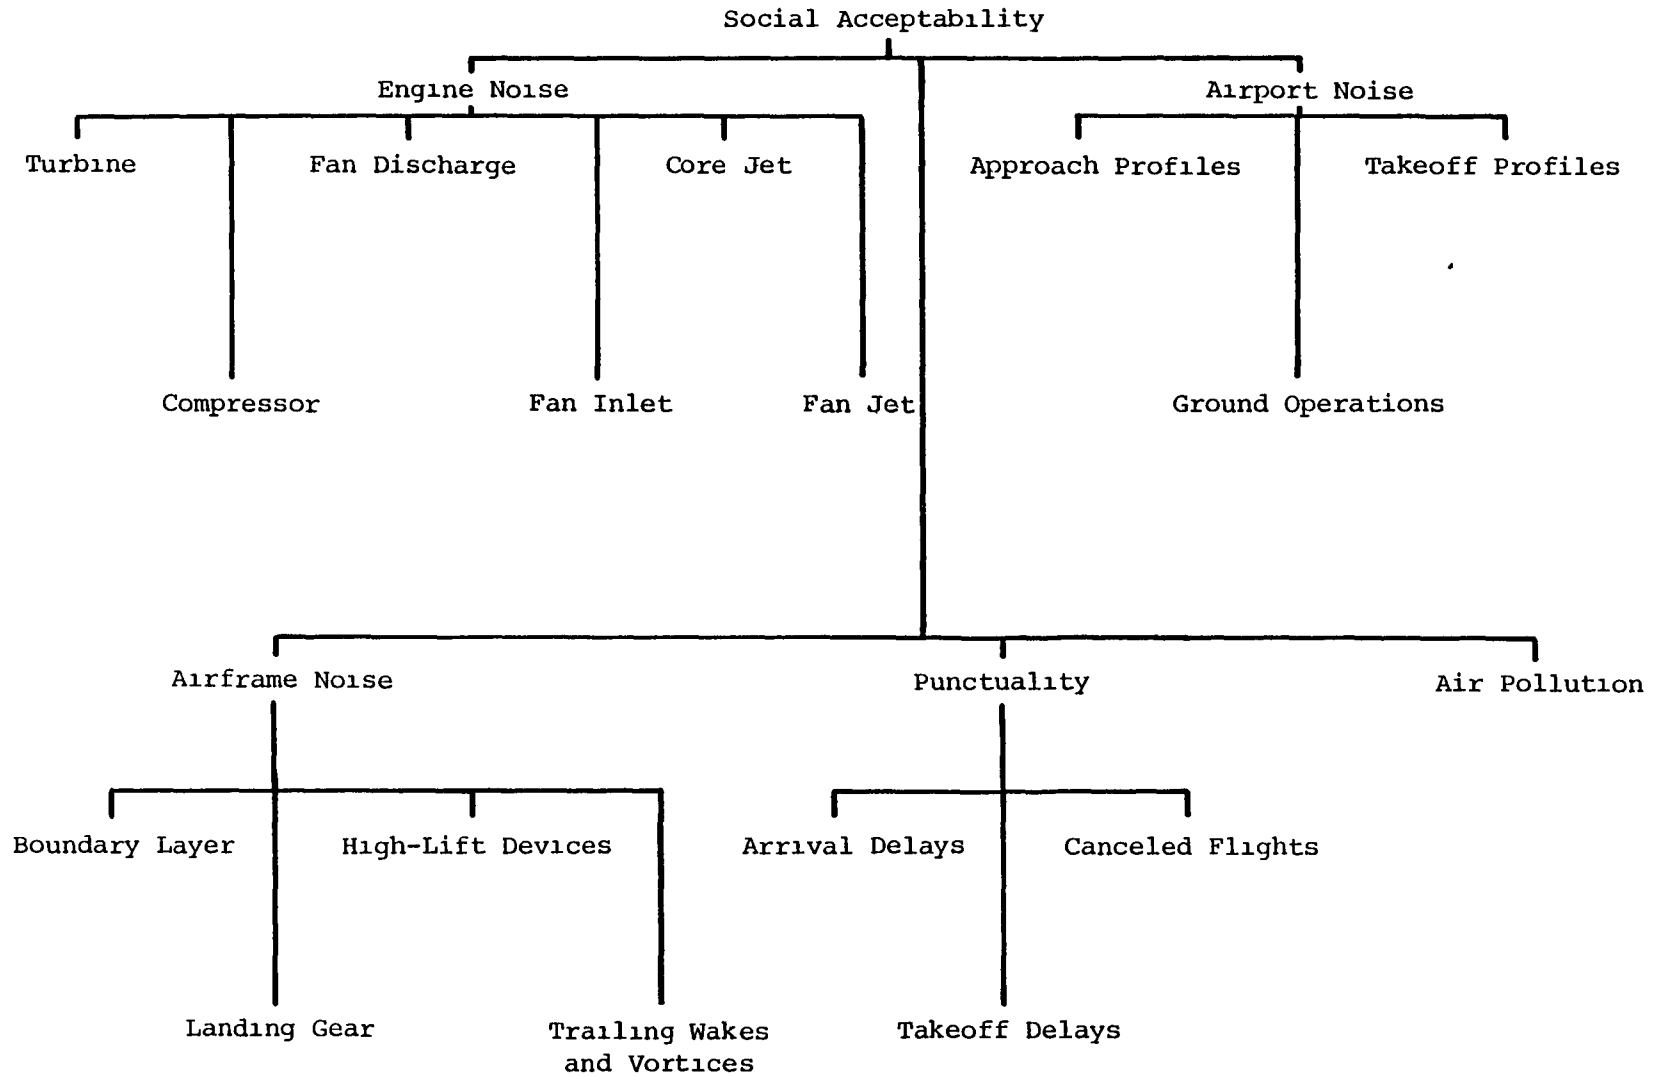 Social Acceptability
Engine Noise
Airport Noise
Turbine
Fan Discharge
Core Jet
Approach Profiles
Takeoff Profiles
Compressor
Fan Inlet
Fan Jet
Ground Operations
Airframe Noise
Punctuality
Air Pollution
Boundary Layer
High-Lift Devices
Arrival Delays
Canceled Flights
Landing Gear
Trailing Wakes
and Vortices
Takeoff Delays